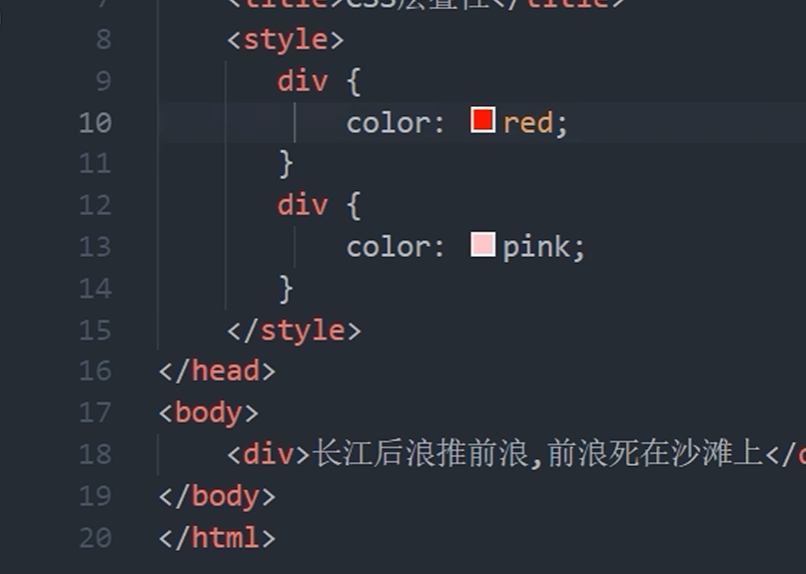 7 <title>CSS层叠性</title>
8 <style>
9 div {
10 color: red;
11 }
12 div {
13 color: pink;
14 }
15 </style>
16 </head>
17 <body>
18 <div>长江后浪推前浪,前浪死在沙滩上</
19 </body>
20 </html>